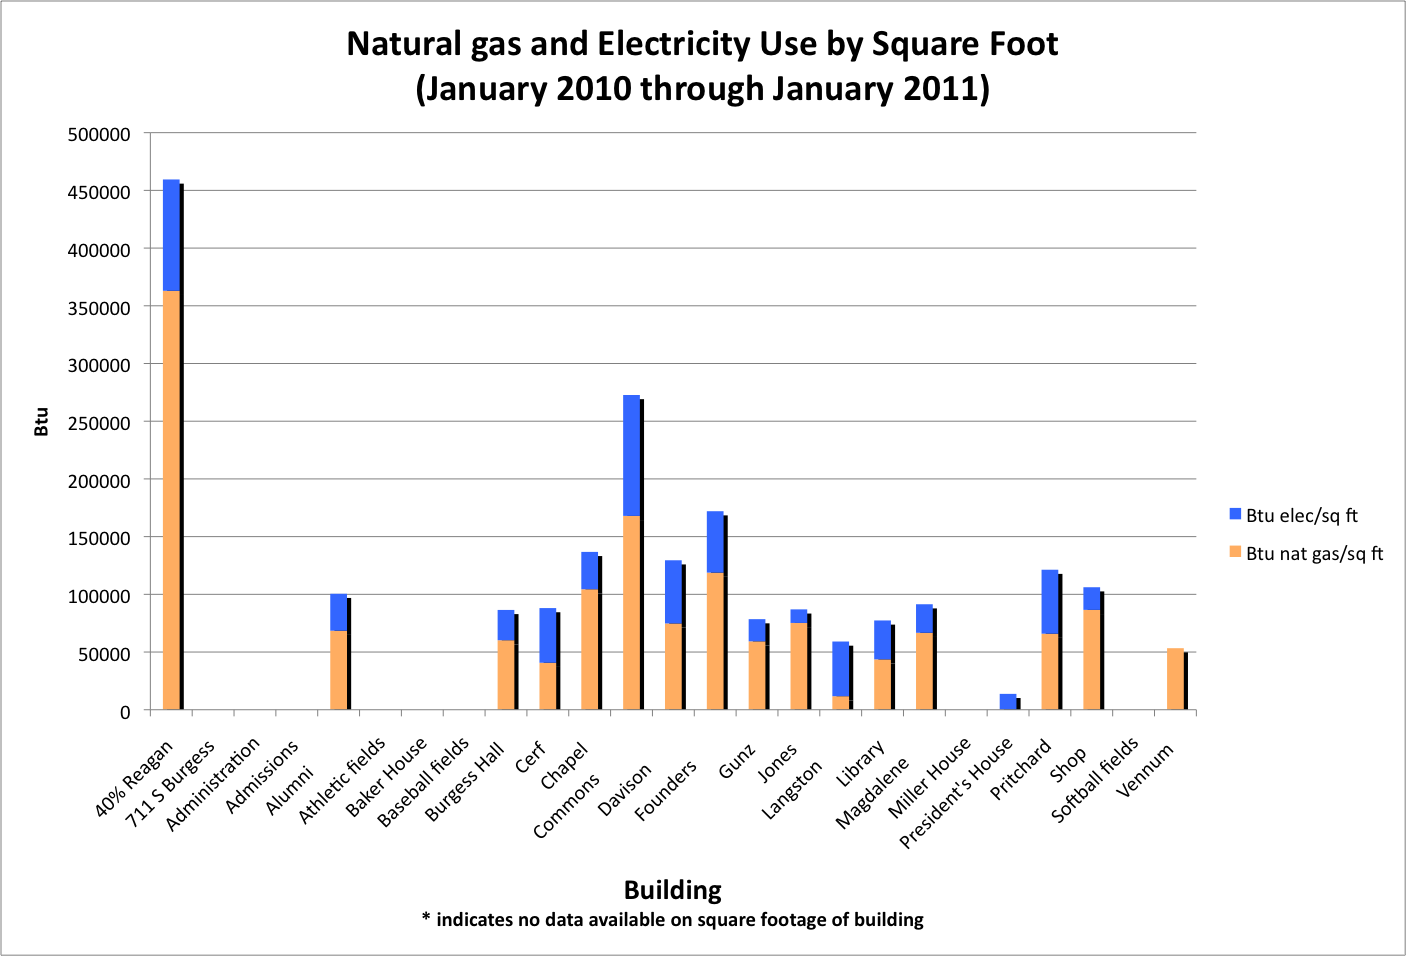 Natural gas and Electricity Use by Square Foot
(January 2010 through January 2011)
500000
450000
400000
350000
300000
250000
200000
150000
100000
50000
0
Btu
40% Reagan
711 S Burgess
Administration
Admissions
Alumni
Athletic fields
Baker House
Baseball fields
Burgess Hall
Cerf
Chapel
Commons
Davison
Founders
Gunz
Jones
Langston
Library
Magdalene
Miller House
President's House
Pritchard
Shop
Softball fields
Vennum
Btu elec/sq ft
Btu nat gas/sq ft
Building
* indicates no data available on square footage of building